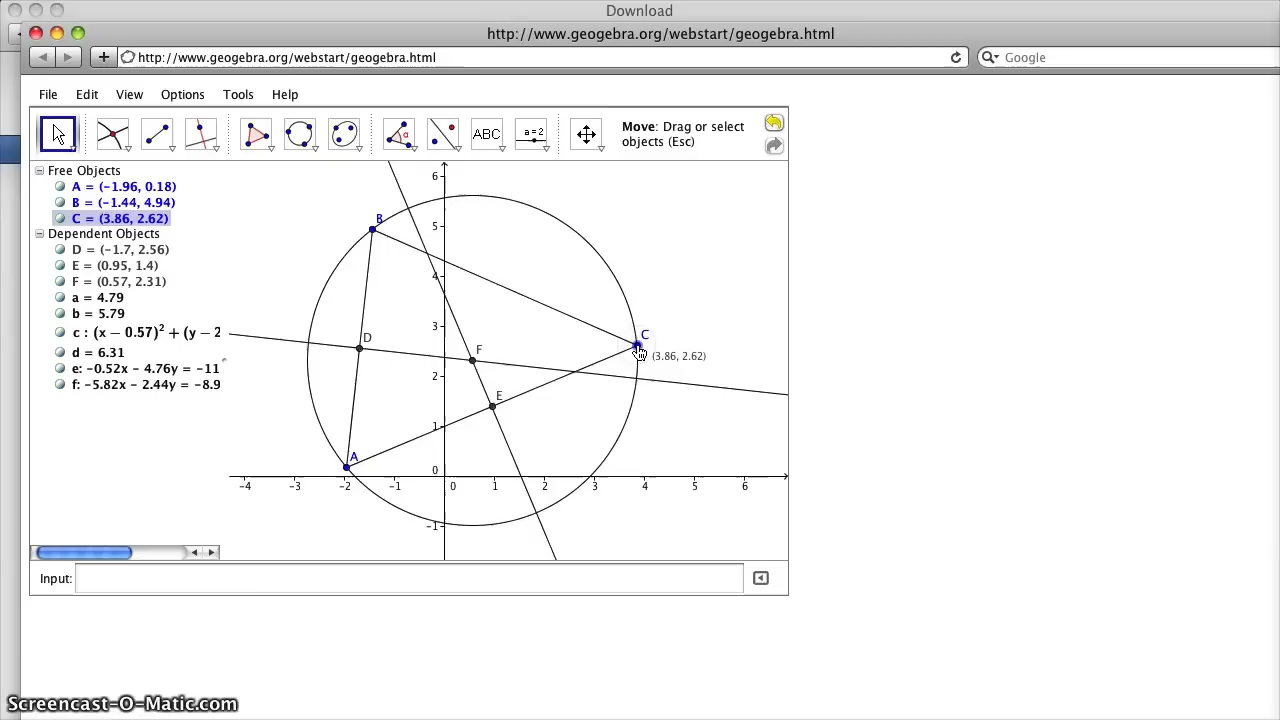 Download
http://www.geogebra.org/webstart/geogebra.html
http://www.geogebra.org/webstart/geogebra.html
Google
File Edit View Options Tools Help
ABC
a = 2
α
Move: Drag or select
objects (Esc)
Free Objects
A = (-1.96, 0.18)
B = (-1.44, 4.94)
C = (3.86, 2.62)
Dependent Objects
D = (-1.7, 2.56)
E = (0.95, 1.4)
F = (0.57, 2.31)
a = 4.79
b = 5.79
c : (x − 0.57)² + (y − 2
d = 6.31
e: -0.52x - 4.76y = -11
f: -5.82x - 2.44y = -8.9
6
5
4
3
2
1
0
-1
-4 -3 -2 -1 0 1 2 3 4 5 6
B
D
F
C
(3.86, 2.62)
E
A
Input:
Screencast-O-Matic.com